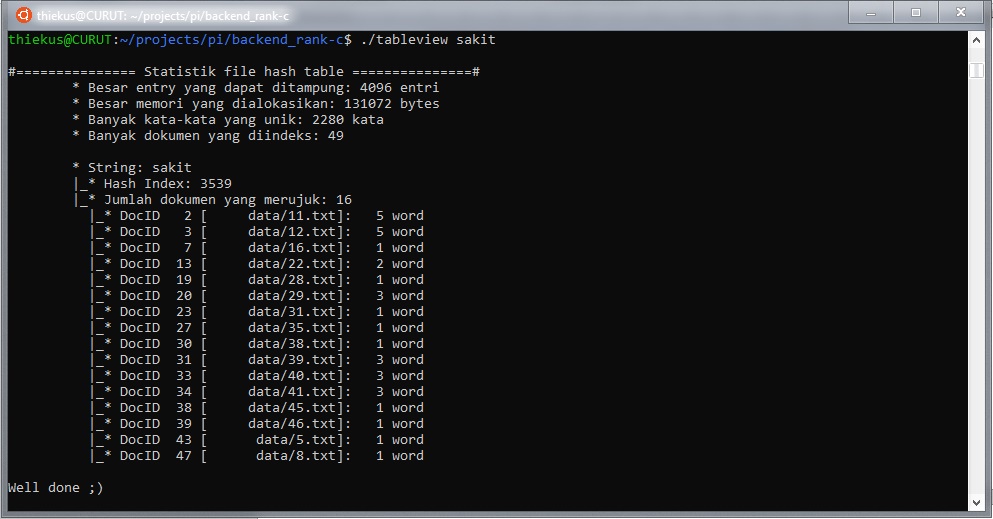 thiekus@CURUT: ~/projects/pi/backend_rank-c
thiekus@CURUT:~/projects/pi/backend_rank-c$ ./tableview sakit
#=============== Statistik file hash table ===============#
* Besar entry yang dapat ditampung: 4096 entri
* Besar memori yang dialokasikan: 131072 bytes
* Banyak kata-kata yang unik: 2280 kata
* Banyak dokumen yang diindeks: 49
* String: sakit
|_* Hash Index: 3539
|_* Jumlah dokumen yang merujuk: 16
|_* DocID   2 [     data/11.txt]:   5 word
|_* DocID   3 [     data/12.txt]:   5 word
|_* DocID   7 [     data/16.txt]:   1 word
|_* DocID  13 [     data/22.txt]:   2 word
|_* DocID  19 [     data/28.txt]:   1 word
|_* DocID  20 [     data/29.txt]:   3 word
|_* DocID  23 [     data/31.txt]:   1 word
|_* DocID  27 [     data/35.txt]:   1 word
|_* DocID  30 [     data/38.txt]:   1 word
|_* DocID  31 [     data/39.txt]:   3 word
|_* DocID  33 [     data/40.txt]:   3 word
|_* DocID  34 [     data/41.txt]:   3 word
|_* DocID  38 [     data/45.txt]:   1 word
|_* DocID  39 [     data/46.txt]:   1 word
|_* DocID  43 [      data/5.txt]:   1 word
|_* DocID  47 [      data/8.txt]:   1 word
Well done ;)